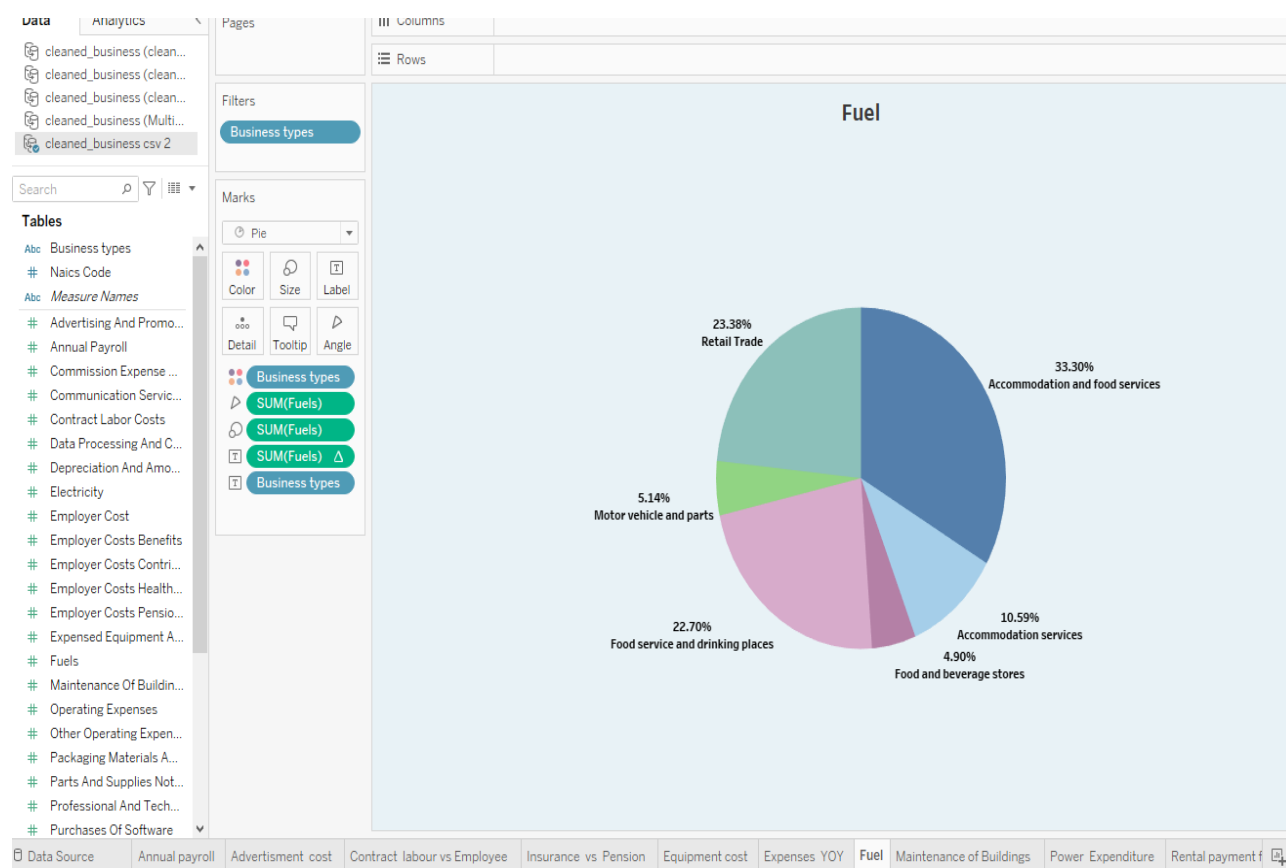 Data
Analytics
Pages
Columns
Rows
cleaned_business (clean...
cleaned_business (clean...
cleaned_business (clean...
cleaned_business (Multi...
cleaned_business csv 2
Search
Tables
Abc Business types
# Naics Code
Abc Measure Names
# Advertising And Promo...
# Annual Payroll
# Commission Expense ...
# Communication Servic...
# Contract Labor Costs
# Data Processing And C...
# Depreciation And Amo...
# Electricity
# Employer Cost
# Employer Costs Benefits
# Employer Costs Contri...
# Employer Costs Health...
# Employer Costs Pensio...
# Expensed Equipment A...
# Fuels
# Maintenance Of Buildin...
# Operating Expenses
# Other Operating Expen...
# Packaging Materials A...
# Parts And Supplies Not...
# Professional And Tech...
# Purchases Of Software
Filters
Business types
Marks
Pie
Color
Size
T
Label
Detail
Tooltip
Angle
Business types
SUM(Fuels)
SUM(Fuels)
T SUM(Fuels) Δ
T Business types
Fuel
23.38%
Retail Trade
33.30%
Accommodation and food services
5.14%
Motor vehicle and parts
22.70%
Food service and drinking places
10.59%
Accommodation services
4.90%
Food and beverage stores
Data Source
Annual payroll
Advertisment cost
Contract labour vs Employee
Insurance vs Pension
Equipment cost
Expenses YOY
Fuel
Maintenance of Buildings
Power Expenditure
Rental payment f